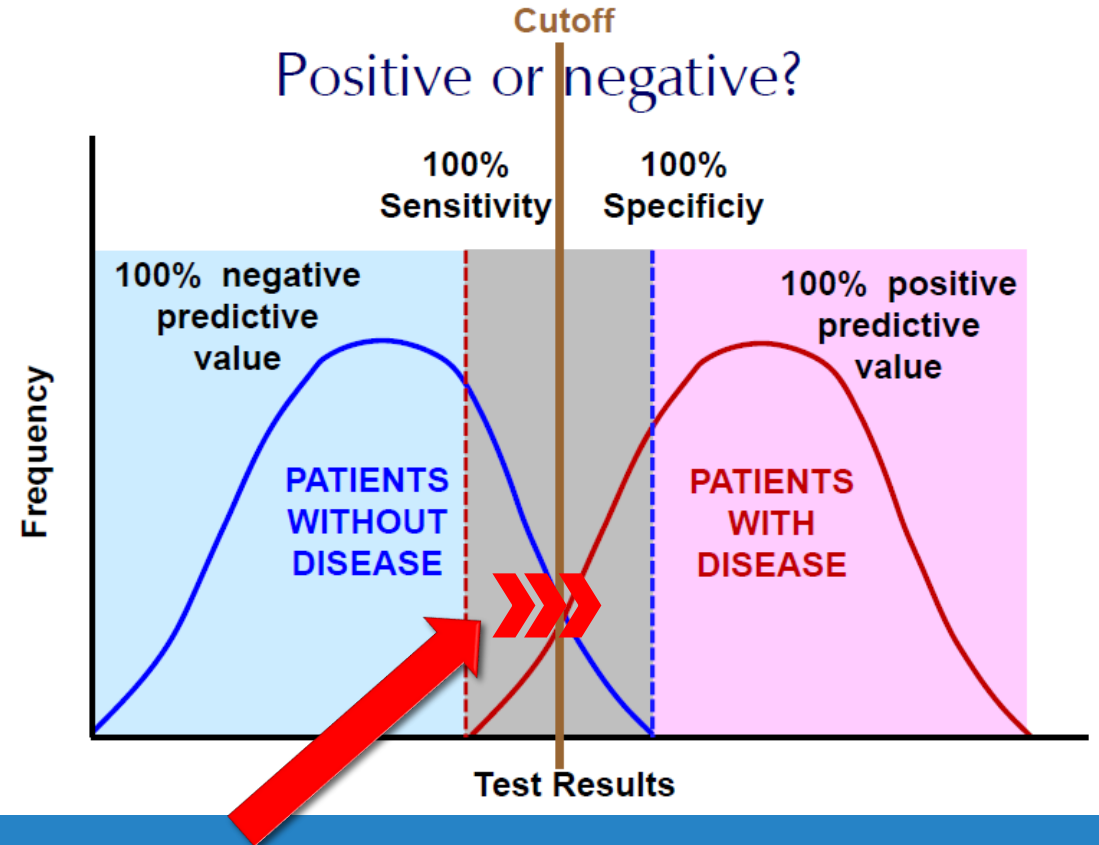 Cutoff
Positive or negative?
100%
Sensitivity
100%
Specificiy
100% negative
predictive
value
100% positive
predictive
value
Frequency
PATIENTS
WITHOUT
DISEASE
PATIENTS
WITH
DISEASE
Test Results